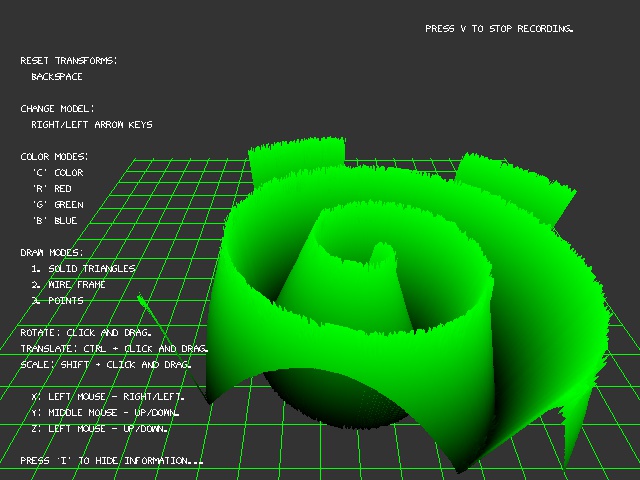 PRESS V TO STOP RECORDING.
RESET TRANSFORMS:
BACKSPACE
CHANGE MODEL:
RIGHT/LEFT ARROW KEYS
COLOR MODES:
'C' COLOR
'R' RED
'G' GREEN
'B' BLUE
DRAW MODES:
1. SOLID TRIANGLES
2. WIRE FRAME
3. POINTS
ROTATE: CLICK AND DRAG.
TRANSLATE: CTRL + CLICK AND DRAG.
SCALE: SHIFT + CLICK AND DRAG.
X: LEFT MOUSE - RIGHT/LEFT.
Y: MIDDLE MOUSE - UP/DOWN.
Z: LEFT MOUSE - UP/DOWN.
PRESS 'I' TO HIDE INFORMATION...